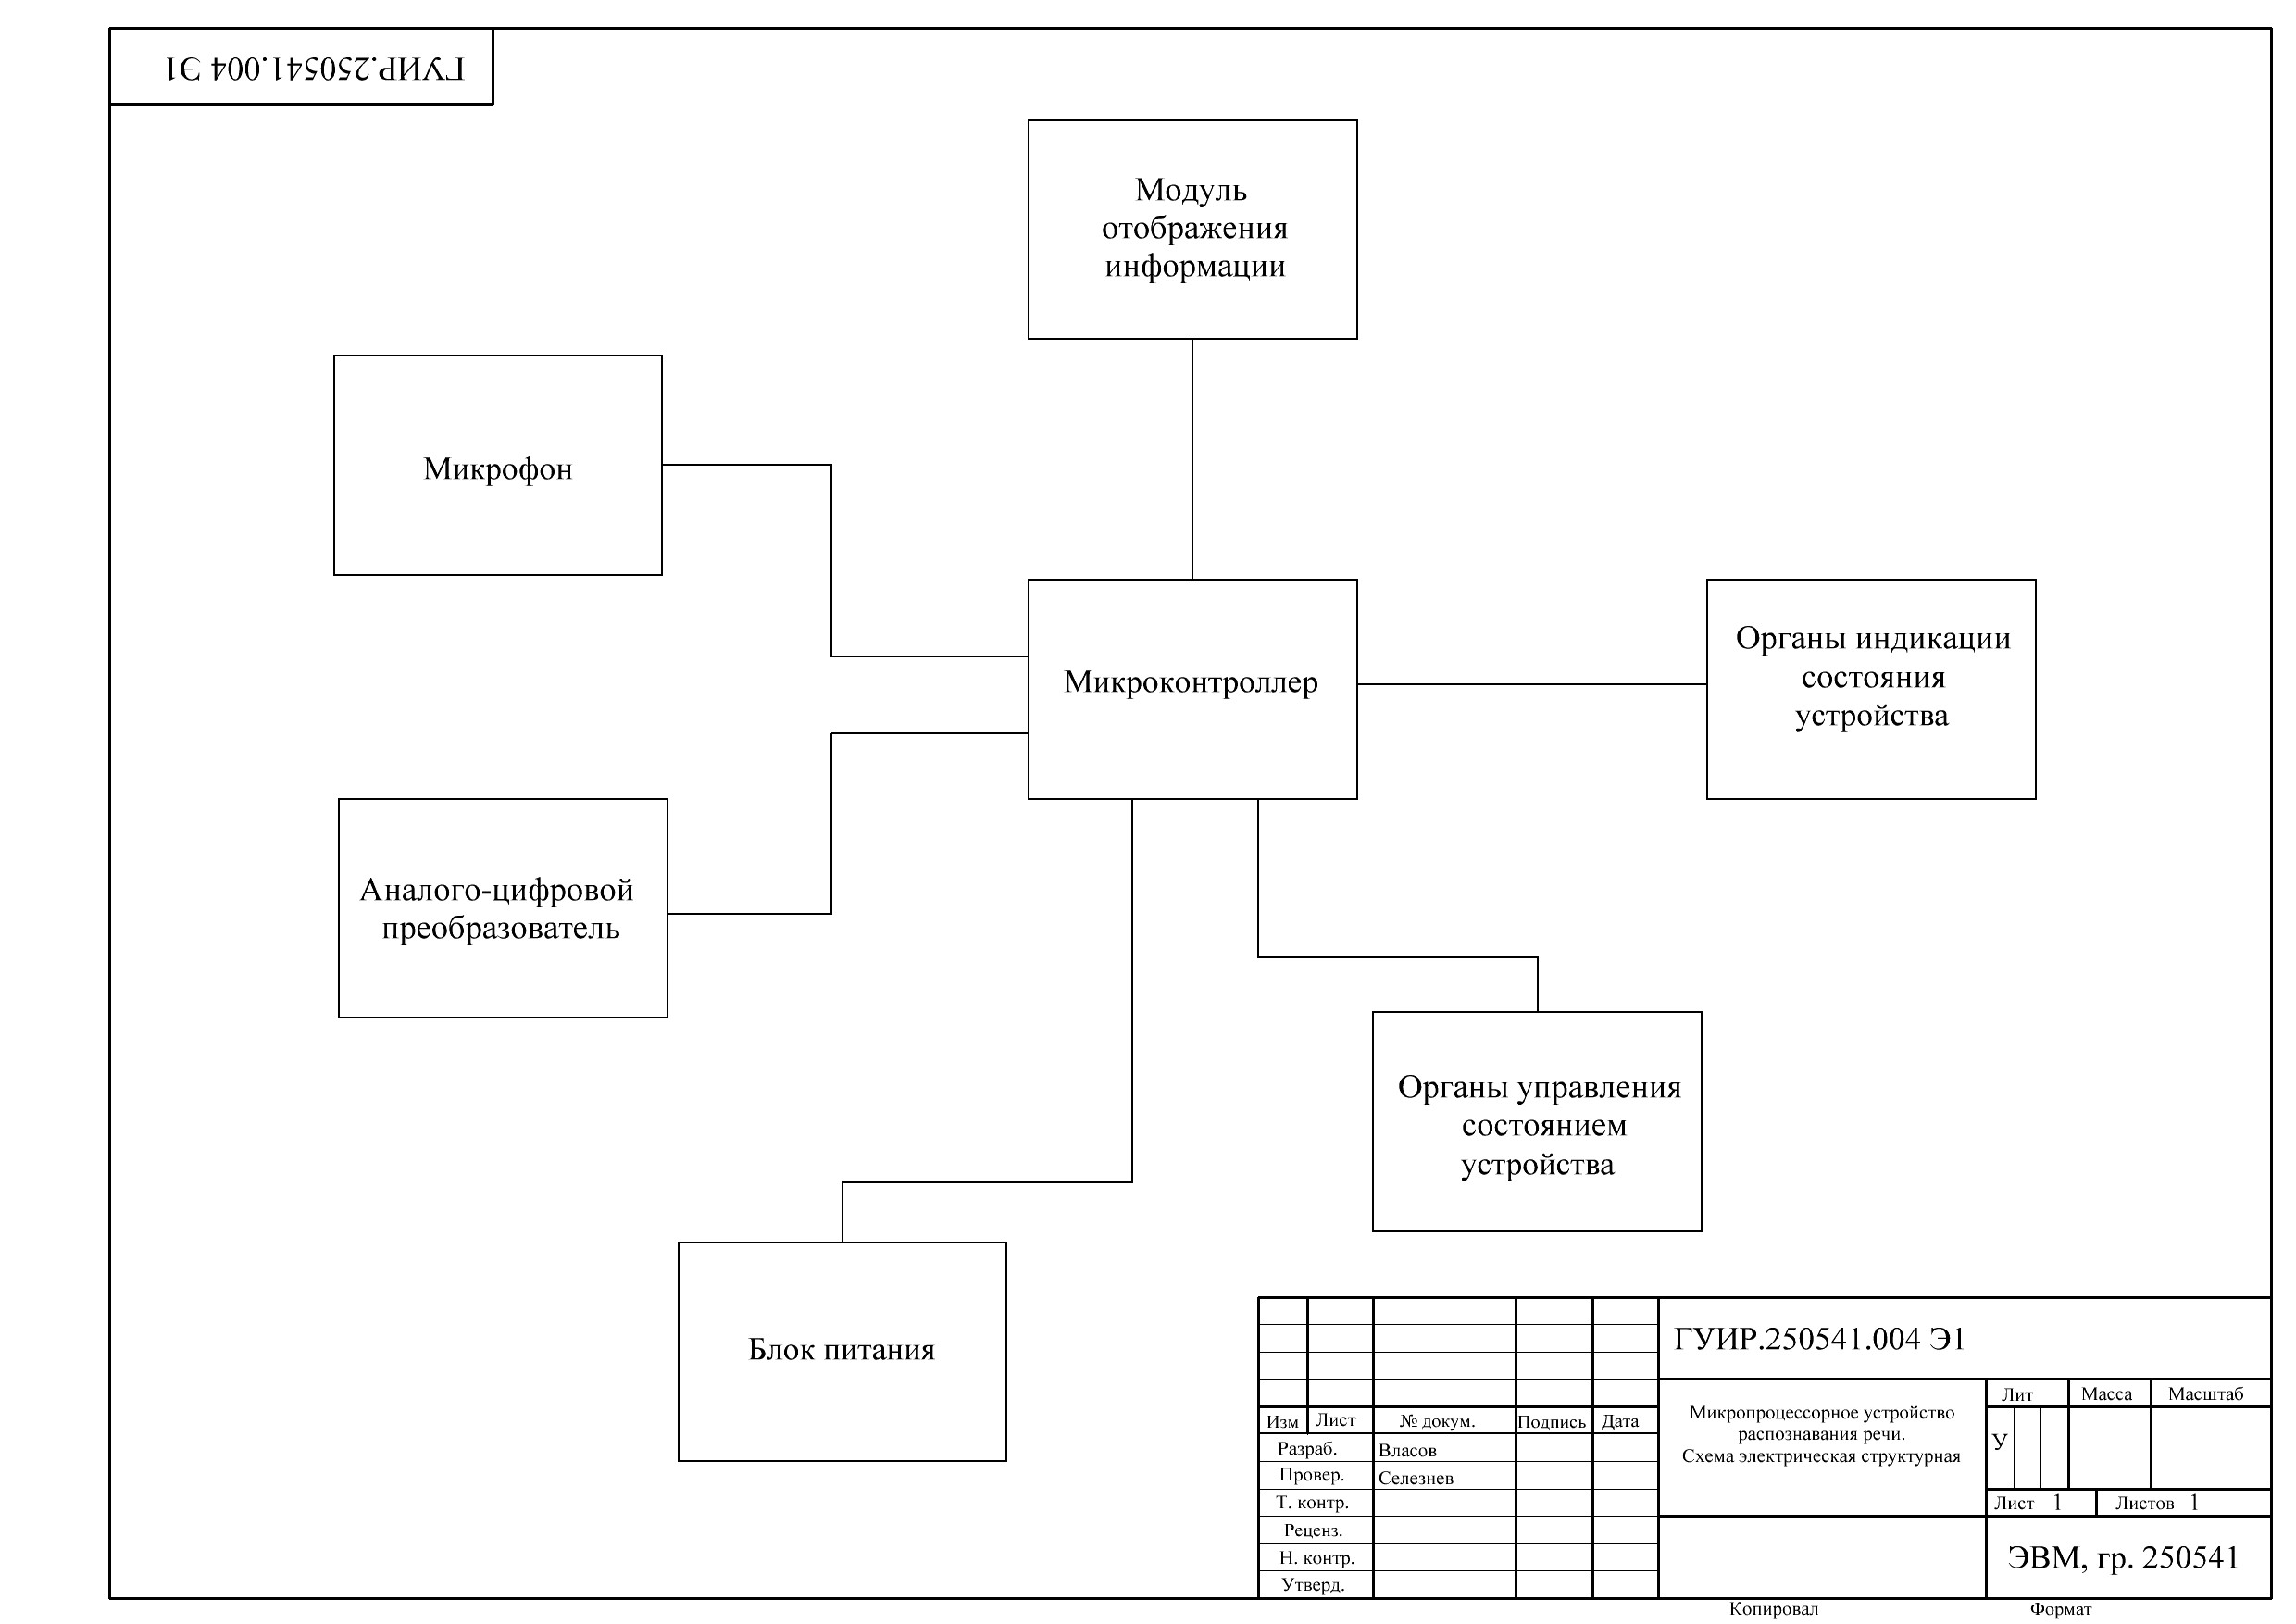 ГУИР.250541.004 Э1
Модуль
отображения
информации
Микрофон
Микроконтроллер
Органы индикации
состояния
устройства
Аналого-цифровой
преобразователь
Органы управления
состоянием
устройства
Блок питания
ГУИР.250541.004 Э1
Изм Лист № докум. Подпись Дата
Разраб. Власов
Провер. Селезнев
Т. контр.
Реценз.
Н. контр.
Утверд.
Микропроцессорное устройство
распознавания речи.
Схема электрическая структурная
Лит Масса Масштаб
У
Лист 1 Листов 1
ЭВМ, гр. 250541
Копировал Формат